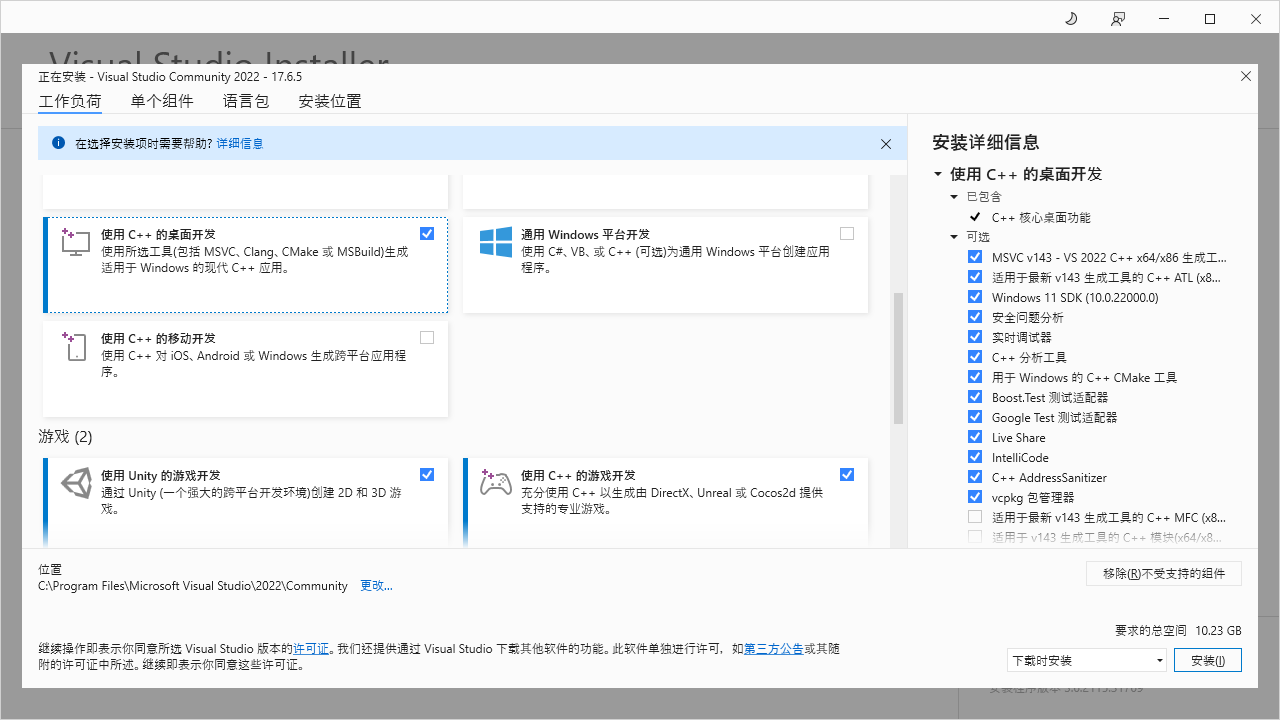 Visual Studio Installer
正在安装 - Visual Studio Community 2022 - 17.6.5
工作负荷 单个组件 语言包 安装位置
在选择安装项时需要帮助? 详细信息
使用 C++ 的桌面开发
使用所选工具(包括 MSVC、Clang、CMake 或 MSBuild)生成
适用于 Windows 的现代 C++ 应用。
通用 Windows 平台开发
使用 C#、VB、或 C++ (可选)为通用 Windows 平台创建应用
程序。
使用 C++ 的移动开发
使用 C++ 对 iOS、Android 或 Windows 生成跨平台应用程
序。
游戏 (2)
使用 Unity 的游戏开发
通过 Unity (一个强大的跨平台开发环境)创建 2D 和 3D 游
戏。
使用 C++ 的游戏开发
充分使用 C++ 以生成由 DirectX、Unreal 或 Cocos2d 提供
支持的专业游戏。
安装详细信息
使用 C++ 的桌面开发
已包含
C++ 核心桌面功能
可选
MSVC v143 - VS 2022 C++ x64/x86 生成工...
适用于最新 v143 生成工具的 C++ ATL (x8...
Windows 11 SDK (10.0.22000.0)
安全问题分析
实时调试器
C++ 分析工具
用于 Windows 的 C++ CMake 工具
Boost.Test 测试适配器
Google Test 测试适配器
Live Share
IntelliCode
C++ AddressSanitizer
vcpkg 包管理器
适用于最新 v143 生成工具的 C++ MFC (x8...
适用于 v143 生成工具的 C++ 模块(x64/x8...
位置
C:\Program Files\Microsoft Visual Studio\2022\Community 更改...
移除(R)不受支持的组件
要求的总空间 10.23 GB
继续操作即表示你同意所选 Visual Studio 版本的许可证。我们还提供通过 Visual Studio 下载其他软件的功能。此软件单独进行许可，如第三方公告或其随
附的许可证中所述。继续即表示你同意这些许可证。
下载时安装
安装(I)